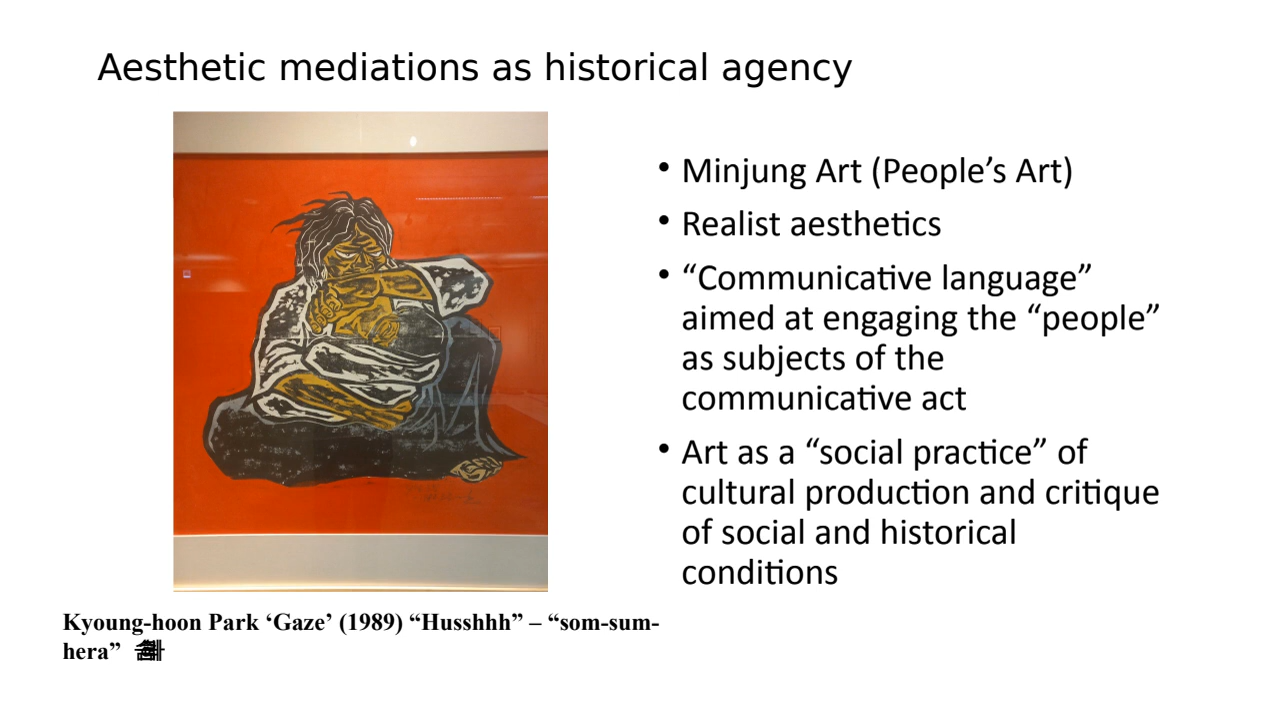 Aesthetic mediations as historical agency
• Minjung Art (People’s Art)
• Realist aesthetics
• “Communicative language”
aimed at engaging the “people”
as subjects of the
communicative act
• Art as a “social practice” of
cultural production and critique
of social and historical
conditions
Kyoung-hoon Park ‘Gaze’ (1989) “Husshhh” – “som-sum-
hera”